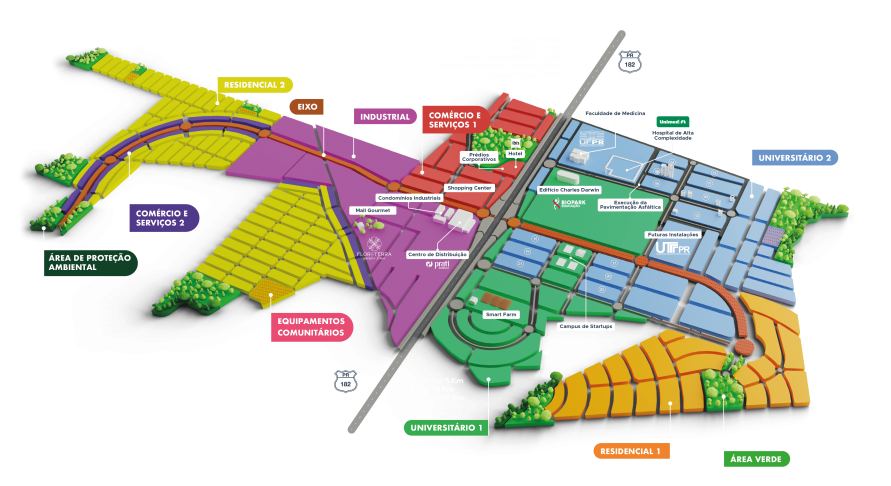 PR
182
RESIDENCIAL 2
EIXO
INDUSTRIAL
COMÉRCIO E
SERVIÇOS 1
Faculdade de Medicina
UFPR
Unimed
Hospital de Alta
Complexidade
UNIVERSITÁRIO 2
ibis
Hotel
Prédios
Corporativos
Shopping Center
Condomínios Industriais
Mall Gourmet
Edifício Charles Darwin
BIOPARK
EDUCAÇÃO
Execução da
Pavimentação Asfáltica
COMÉRCIO E
SERVIÇOS 2
Futuras Instalações
UTFPR
FLOR TERRA
Centro de Distribuição
prati
ÁREA DE PROTEÇÃO
AMBIENTAL
Smart Farm
Campus de Startups
EQUIPAMENTOS
COMUNITÁRIOS
PR
182
UNIVERSITÁRIO 1
RESIDENCIAL 1
ÁREA VERDE